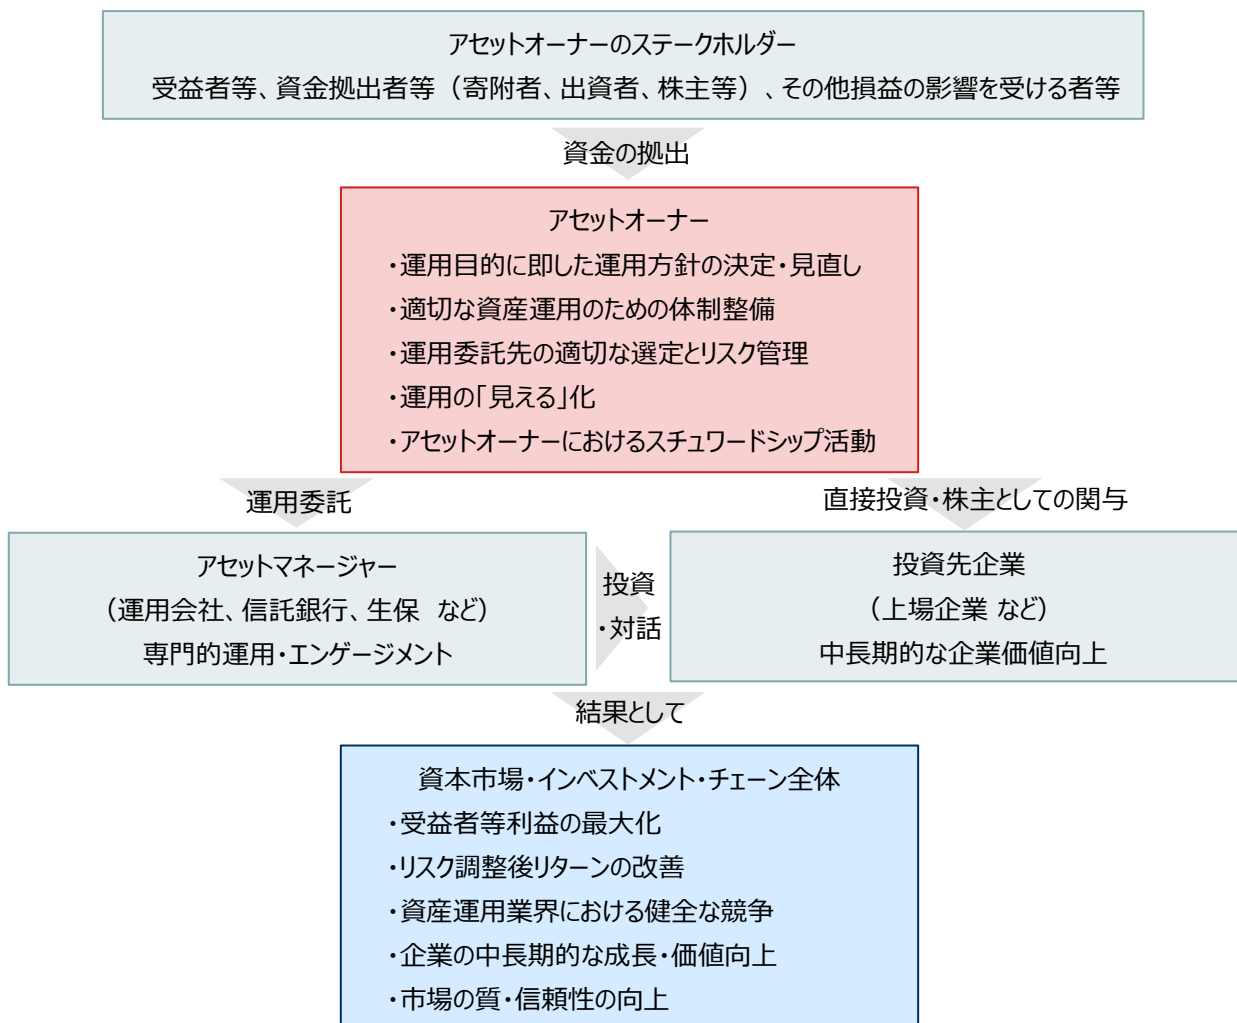 アセットオーナーのステークホルダー
受益者等、資金拠出者等（寄附者、出資者、株主等）、その他損益の影響を受ける者等
資金の拠出
アセットオーナー
・運用目的に即した運用方針の決定・見直し
・適切な資産運用のための体制整備
・運用委託先の適切な選定とリスク管理
・運用の「見える」化
・アセットオーナーにおけるスチュワードシップ活動
運用委託
直接投資・株主としての関与
アセットマネージャー
（運用会社、信託銀行、生保 など）
専門的運用・エンゲージメント
投資
・対話
投資先企業
（上場企業 など）
中長期的な企業価値向上
結果として
資本市場・インベストメント・チェーン全体
・受益者等利益の最大化
・リスク調整後リターンの改善
・資産運用業界における健全な競争
・企業の中長期的な成長・価値向上
・市場の質・信頼性の向上